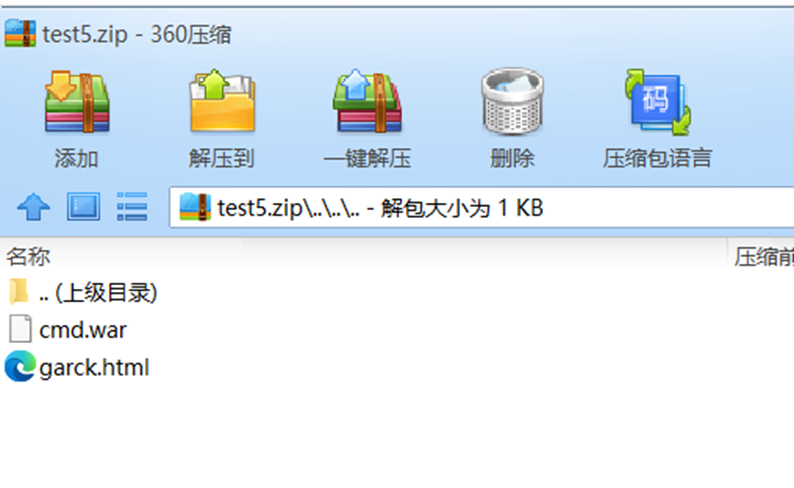 test5.zip - 360压缩
添加 解压到 一键解压 删除 码 压缩包语言
test5.zip\..\..\.. - 解包大小为 1 KB
名称 压缩前
.. (上级目录)
cmd.war
garck.html